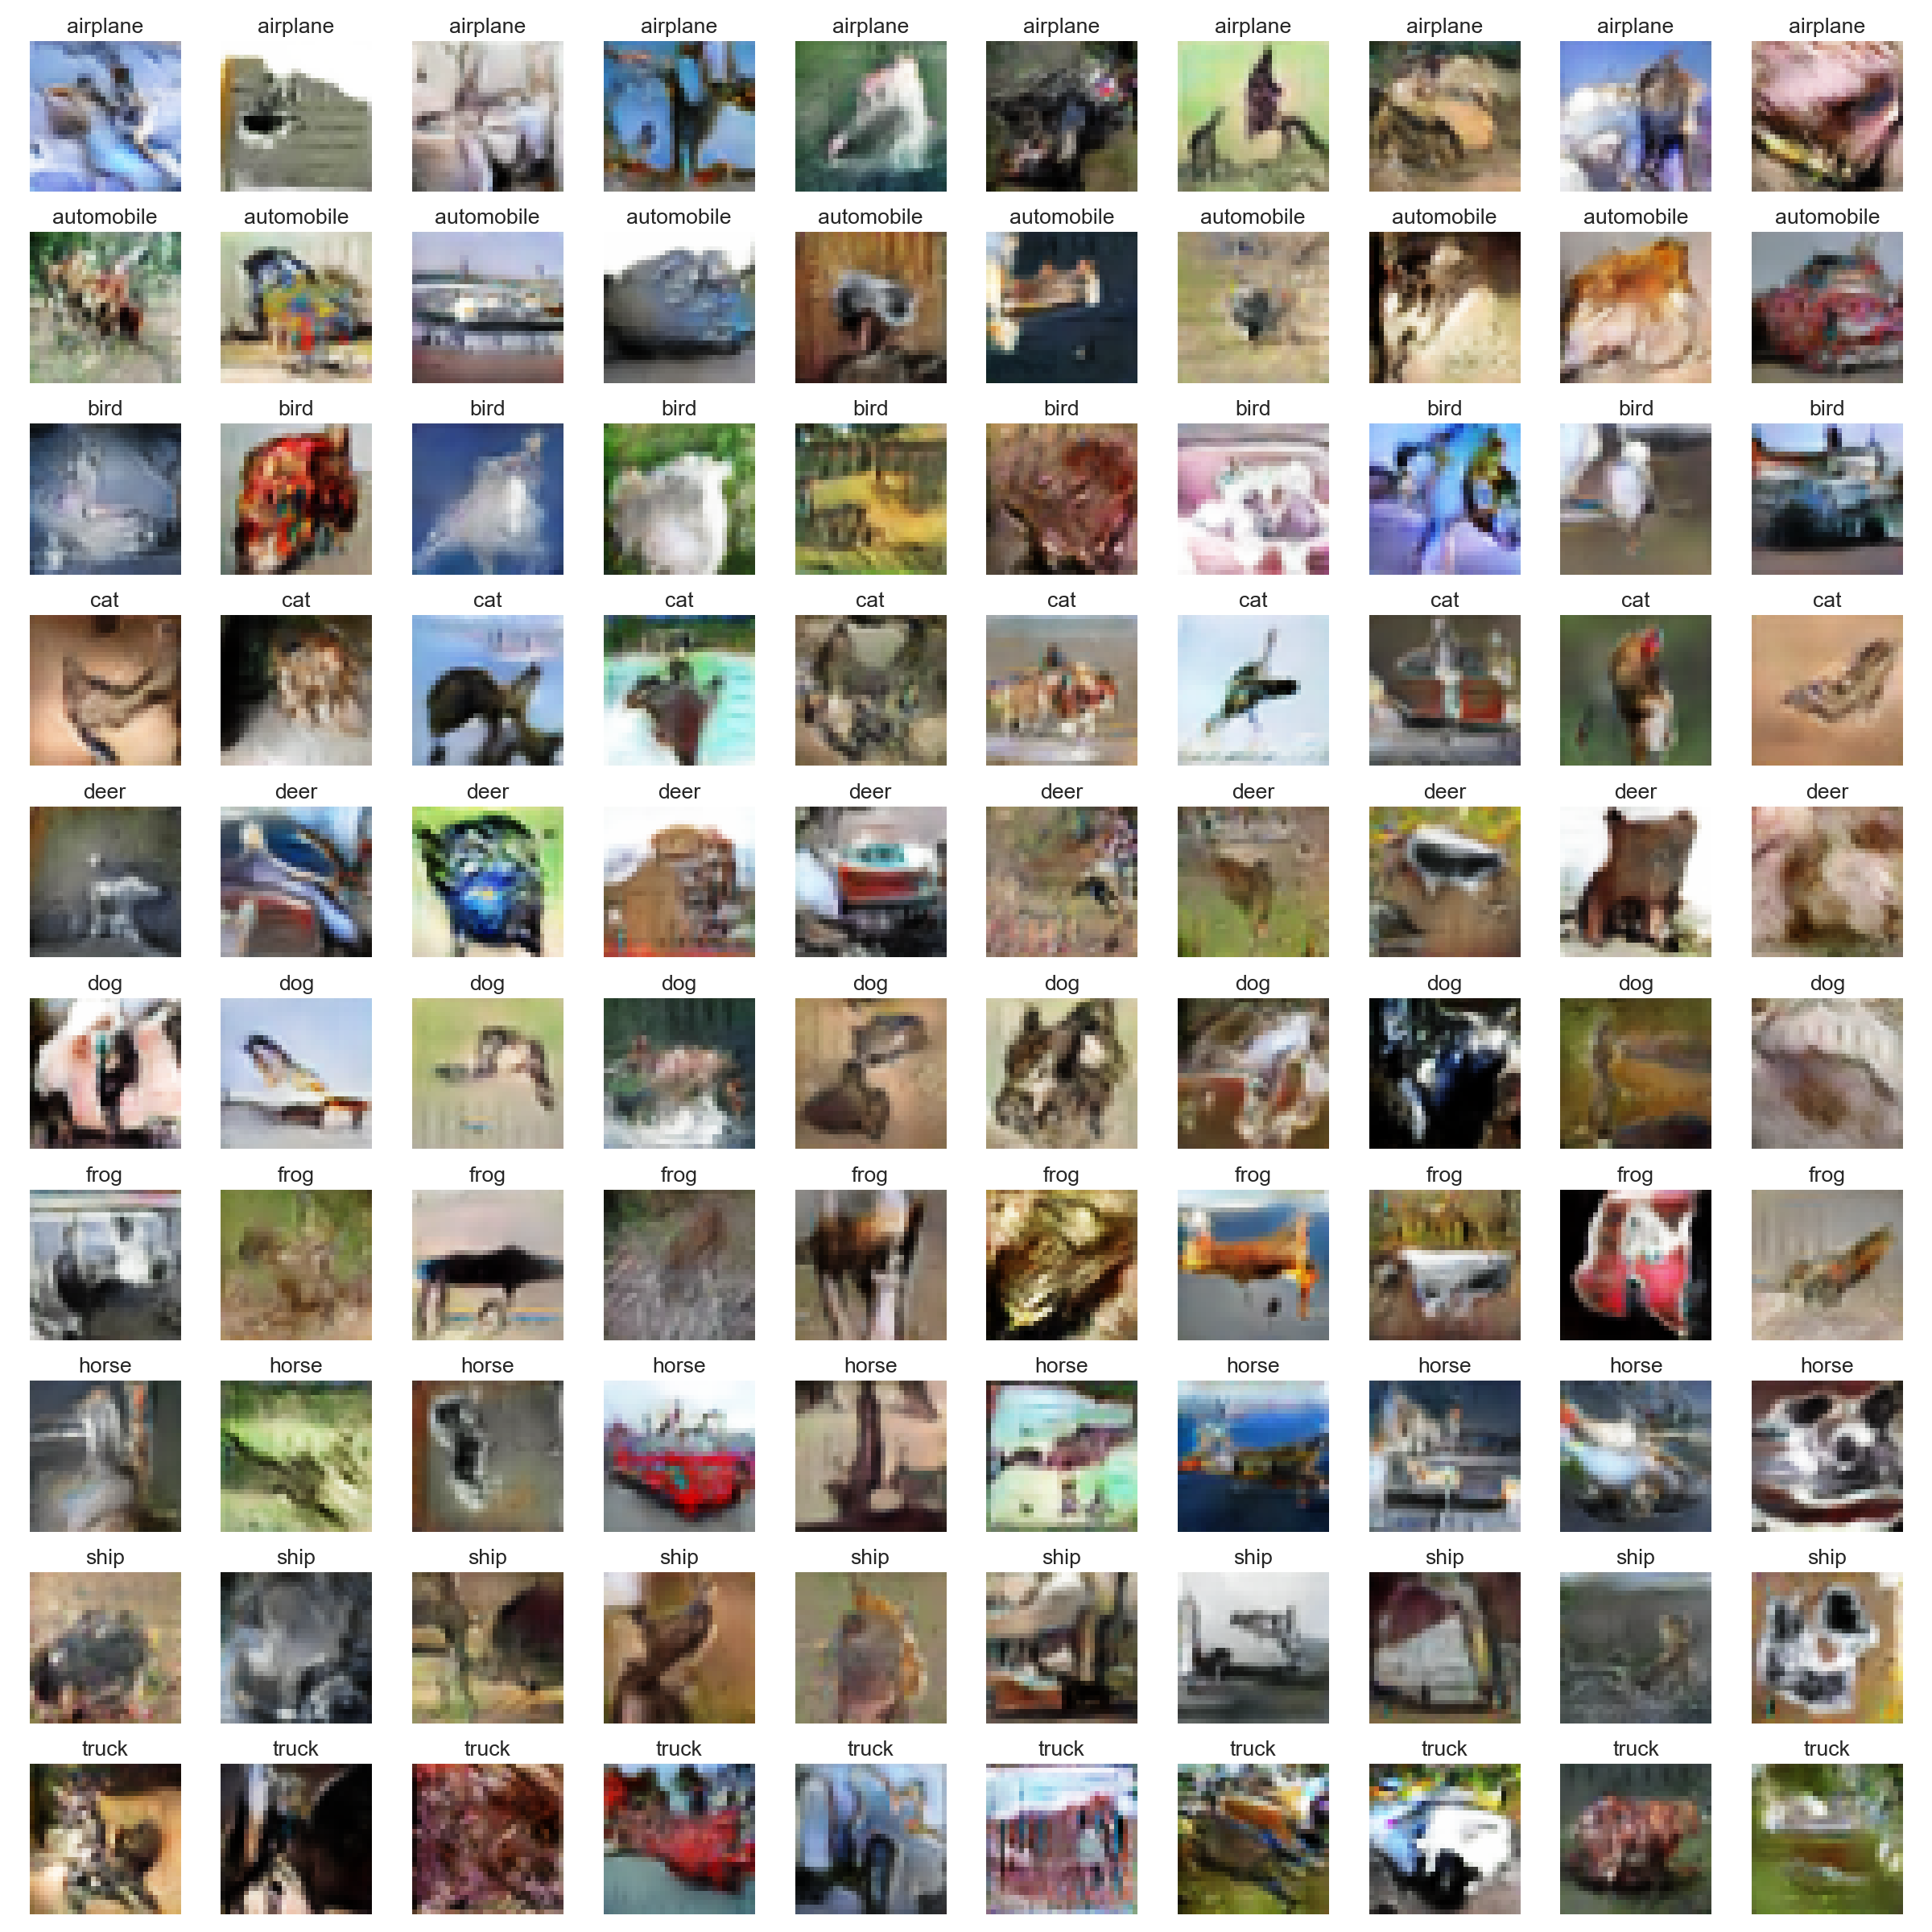 airplane airplane airplane airplane airplane airplane airplane airplane airplane airplane
automobile automobile automobile automobile automobile automobile automobile automobile automobile automobile
bird bird bird bird bird bird bird bird bird bird
cat cat cat cat cat cat cat cat cat cat
deer deer deer deer deer deer deer deer deer deer
dog dog dog dog dog dog dog dog dog dog
frog frog frog frog frog frog frog frog frog frog
horse horse horse horse horse horse horse horse horse horse
ship ship ship ship ship ship ship ship ship ship
truck truck truck truck truck truck truck truck truck truck